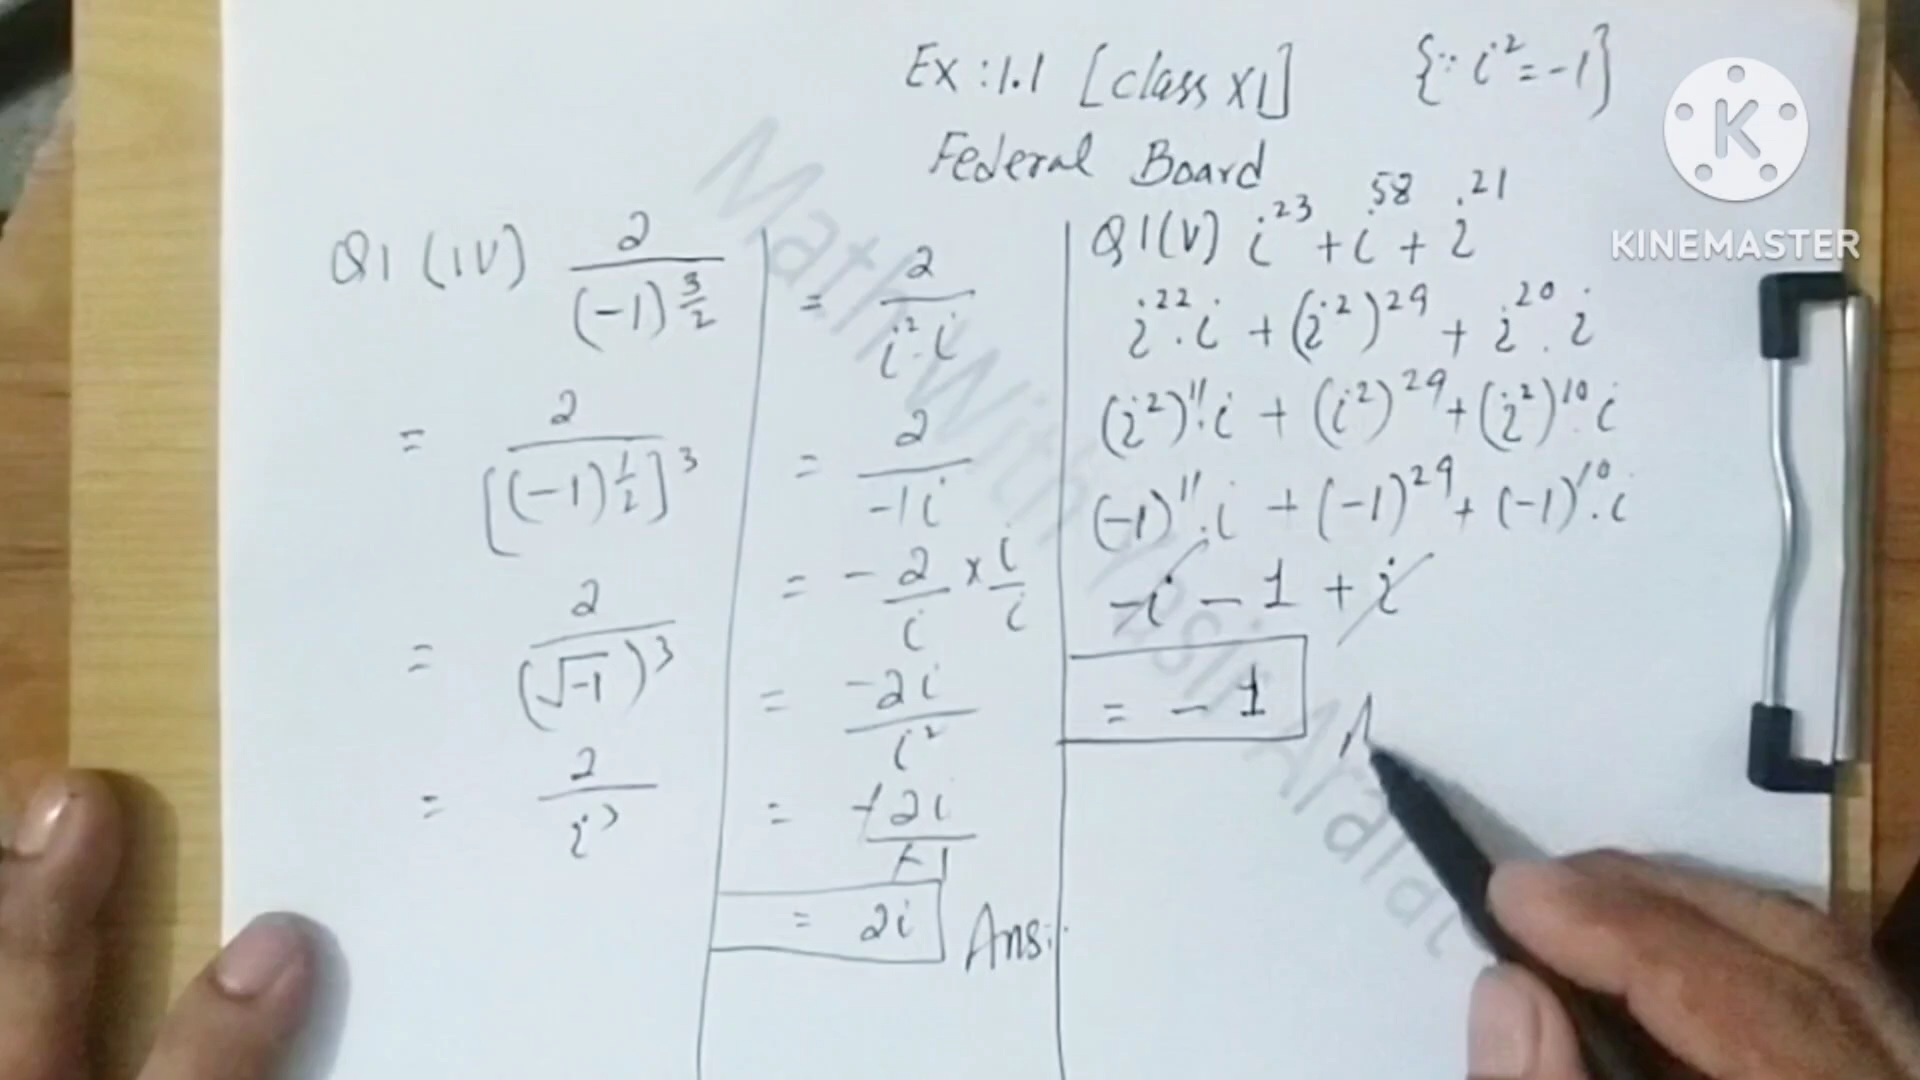 Ex :1.1 [class XI] {∵ i² = -1}
Federal Board
KINEMASTER
Q1 (IV) 2/(-1)^(3/2)
= 2/[(-1)^(1/2)]³
= 2/(√-1)³
= 2/i³
= 2/i².i
= 2/-1i
= - 2/i × i/i
= -2i/i²
= -2i/-1
= 2i Ans:
Q1(V) i²³ + i⁵⁸ + i²¹
i²².i + (i²)²⁹ + i²⁰.i
(i²)¹¹.i + (i²)²⁹ + (i²)¹⁰.i
(-1)¹¹.i + (-1)²⁹ + (-1)¹⁰.i
-i - 1 + i
= - 1 A